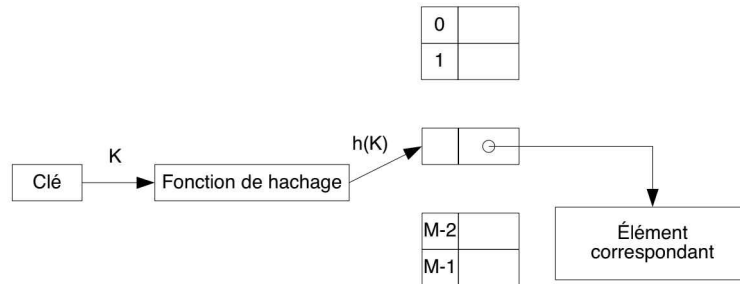 0
1
K
h(K)
Clé
Fonction de hachage
M-2
M-1
Élément
correspondant